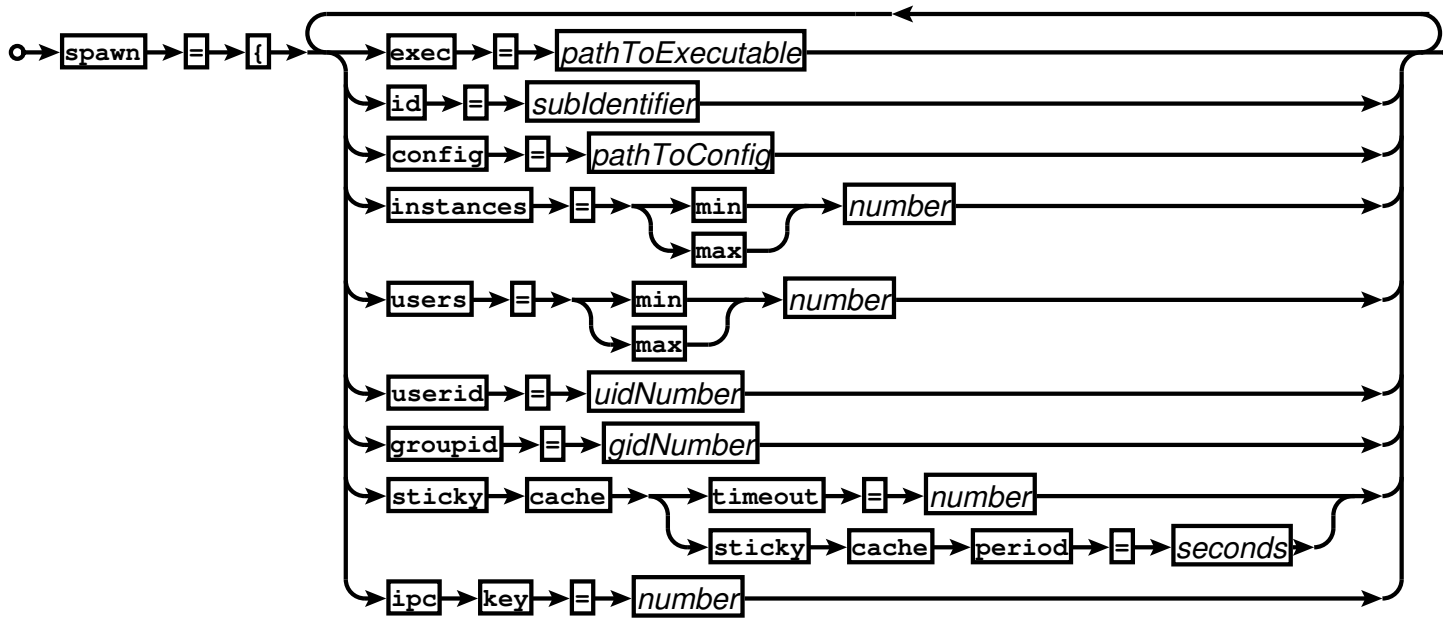 spawn = { exec = pathToExecutable
id = subIdentifier
config = pathToConfig
instances = min number
max
users = min number
max
userid = uidNumber
groupid = gidNumber
sticky cache timeout = number
sticky cache period = seconds
ipc key = number